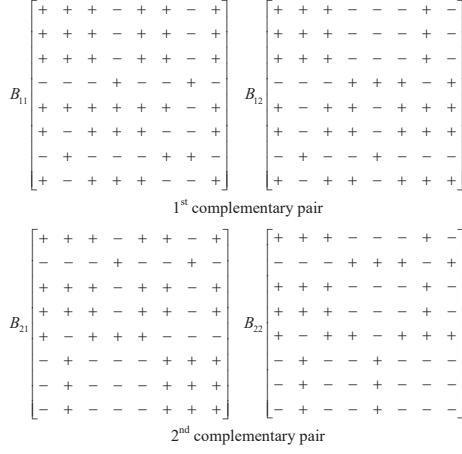 + + + − + + − + + + + − − − + −
+ + + − + + − + + + + − − − + −
+ + + − + + − + + + + − − − + −
− − − + − − + − − − − + + + − +
B11 B12
+ − + + + − − − + − + + − + + +
+ − + + + − − − + − + + − + + +
− + − − − + + + − + − − + − − −
+ − + + + − − − + − + + − + + +
1st complementary pair
+ + + − + + − + + + + − − − + −
− − − + − − + − − − − + + + − +
+ + + − + + − + + + + − − − + −
+ + + − + + − + + + + − − − + −
B21 B22
+ − + + + − − − + − + + − + + +
− + − − − + + + − + − − + − − −
− + − − − + + + − + − − + − − −
− + − − − + + + − + − − + − − −
2nd complementary pair